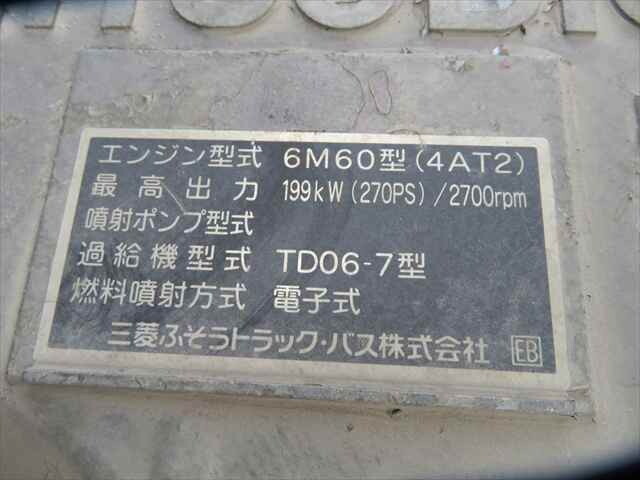 エンジン型式 6M60型(4AT2)
最高出力 199kW(270PS)/2700rpm
噴射ポンプ型式
過給機型式 TD06-7型
燃料噴射方式 電子式
三菱ふそうトラック・バス株式会社 EB